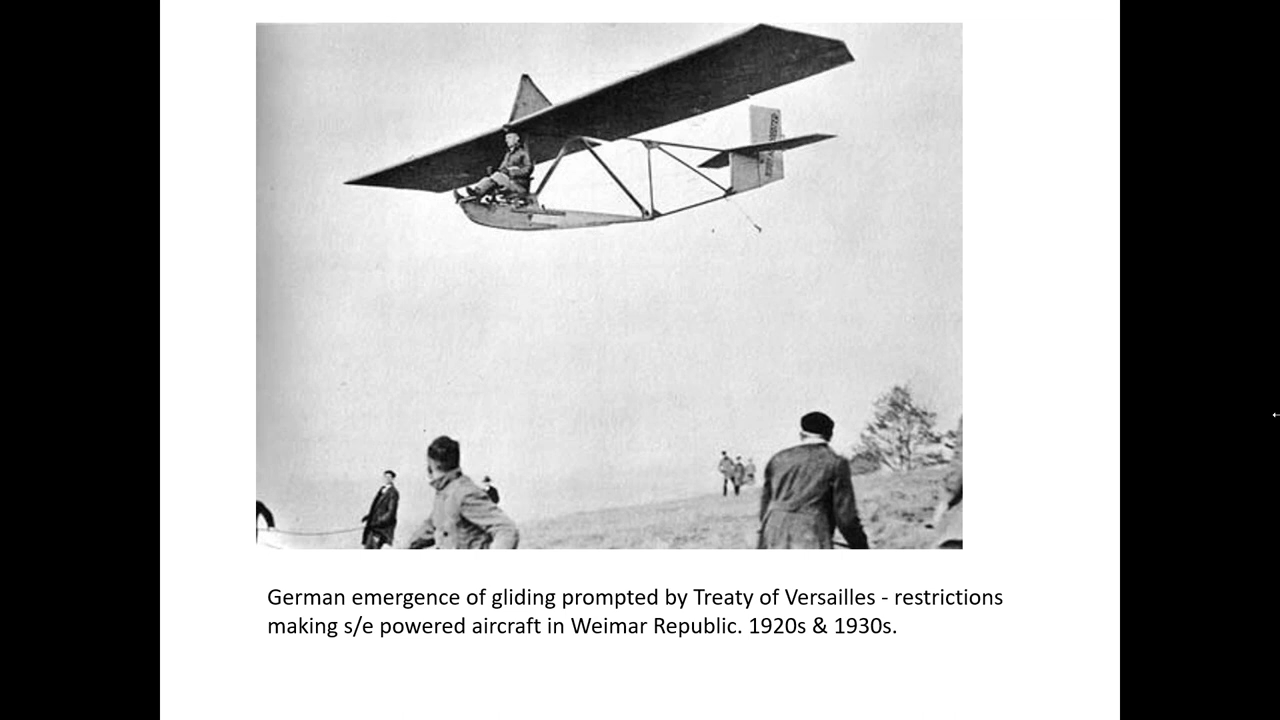 German emergence of gliding prompted by Treaty of Versailles - restrictions
making s/e powered aircraft in Weimar Republic. 1920s & 1930s.